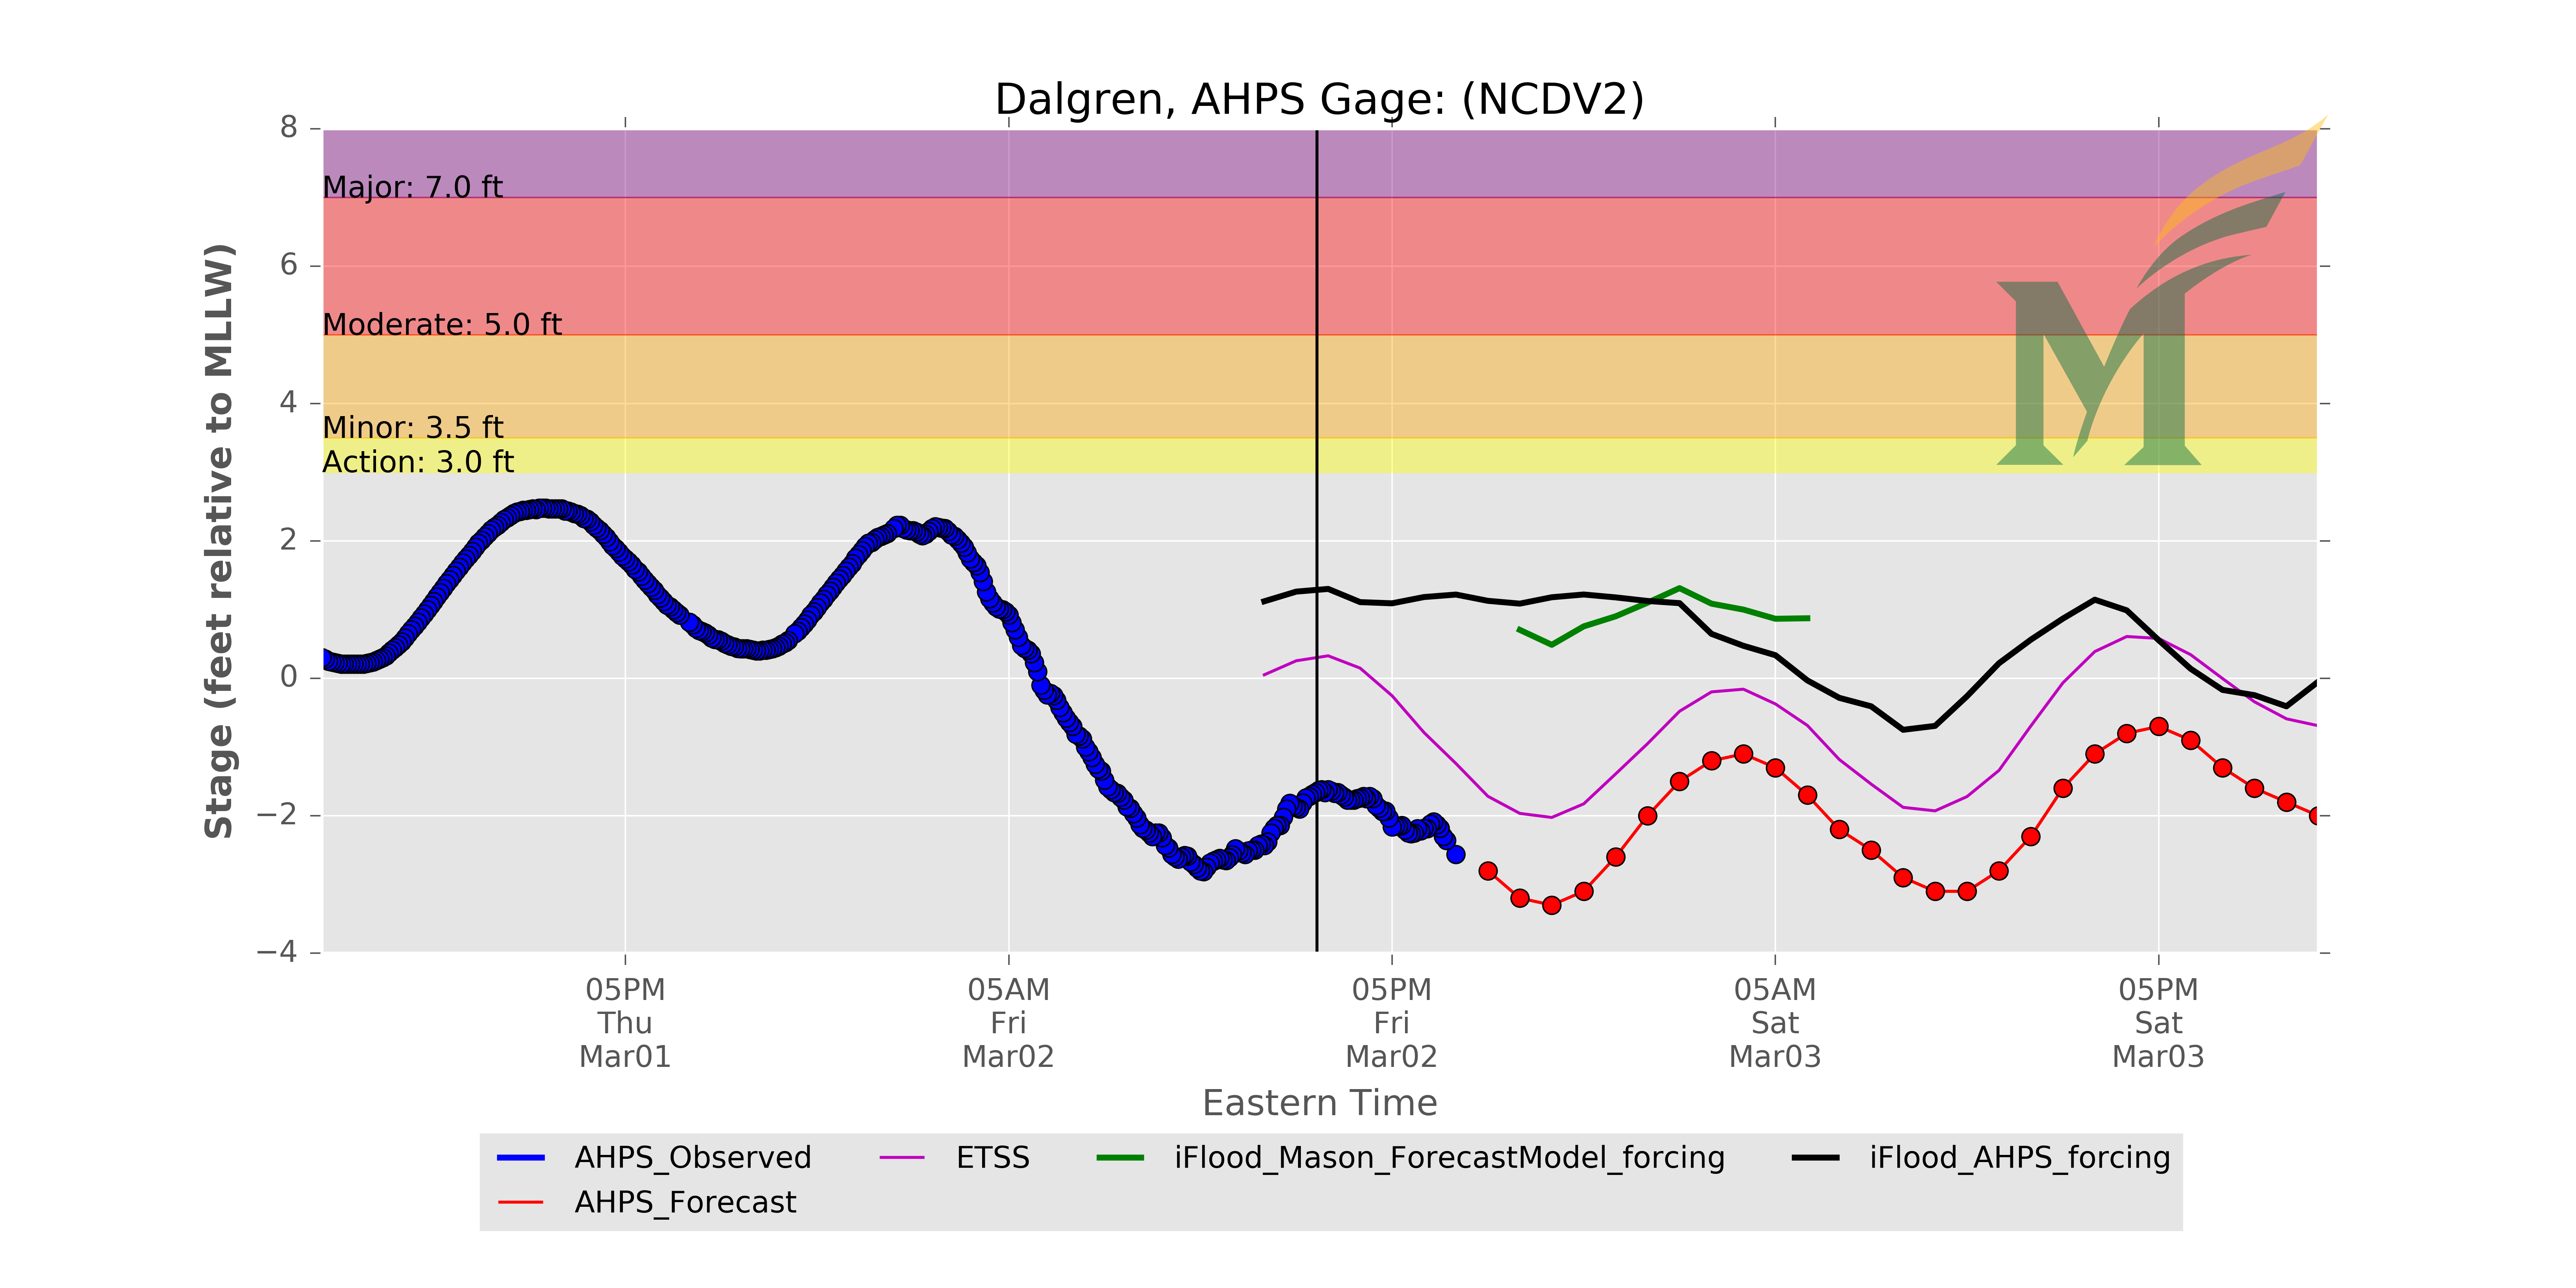 Dalgren, AHPS Gage: (NCDV2)
8
Major: 7.0 ft
6
Moderate: 5.0 ft
4
Minor: 3.5 ft
Action: 3.0 ft
2
0
−2
−4
Stage (feet relative to MLLW)
05PM
Thu
Mar01
05AM
Fri
Mar02
05PM
Fri
Mar02
05AM
Sat
Mar03
05PM
Sat
Mar03
Eastern Time
AHPS_Observed
AHPS_Forecast
ETSS
iFlood_Mason_ForecastModel_forcing
iFlood_AHPS_forcing
M